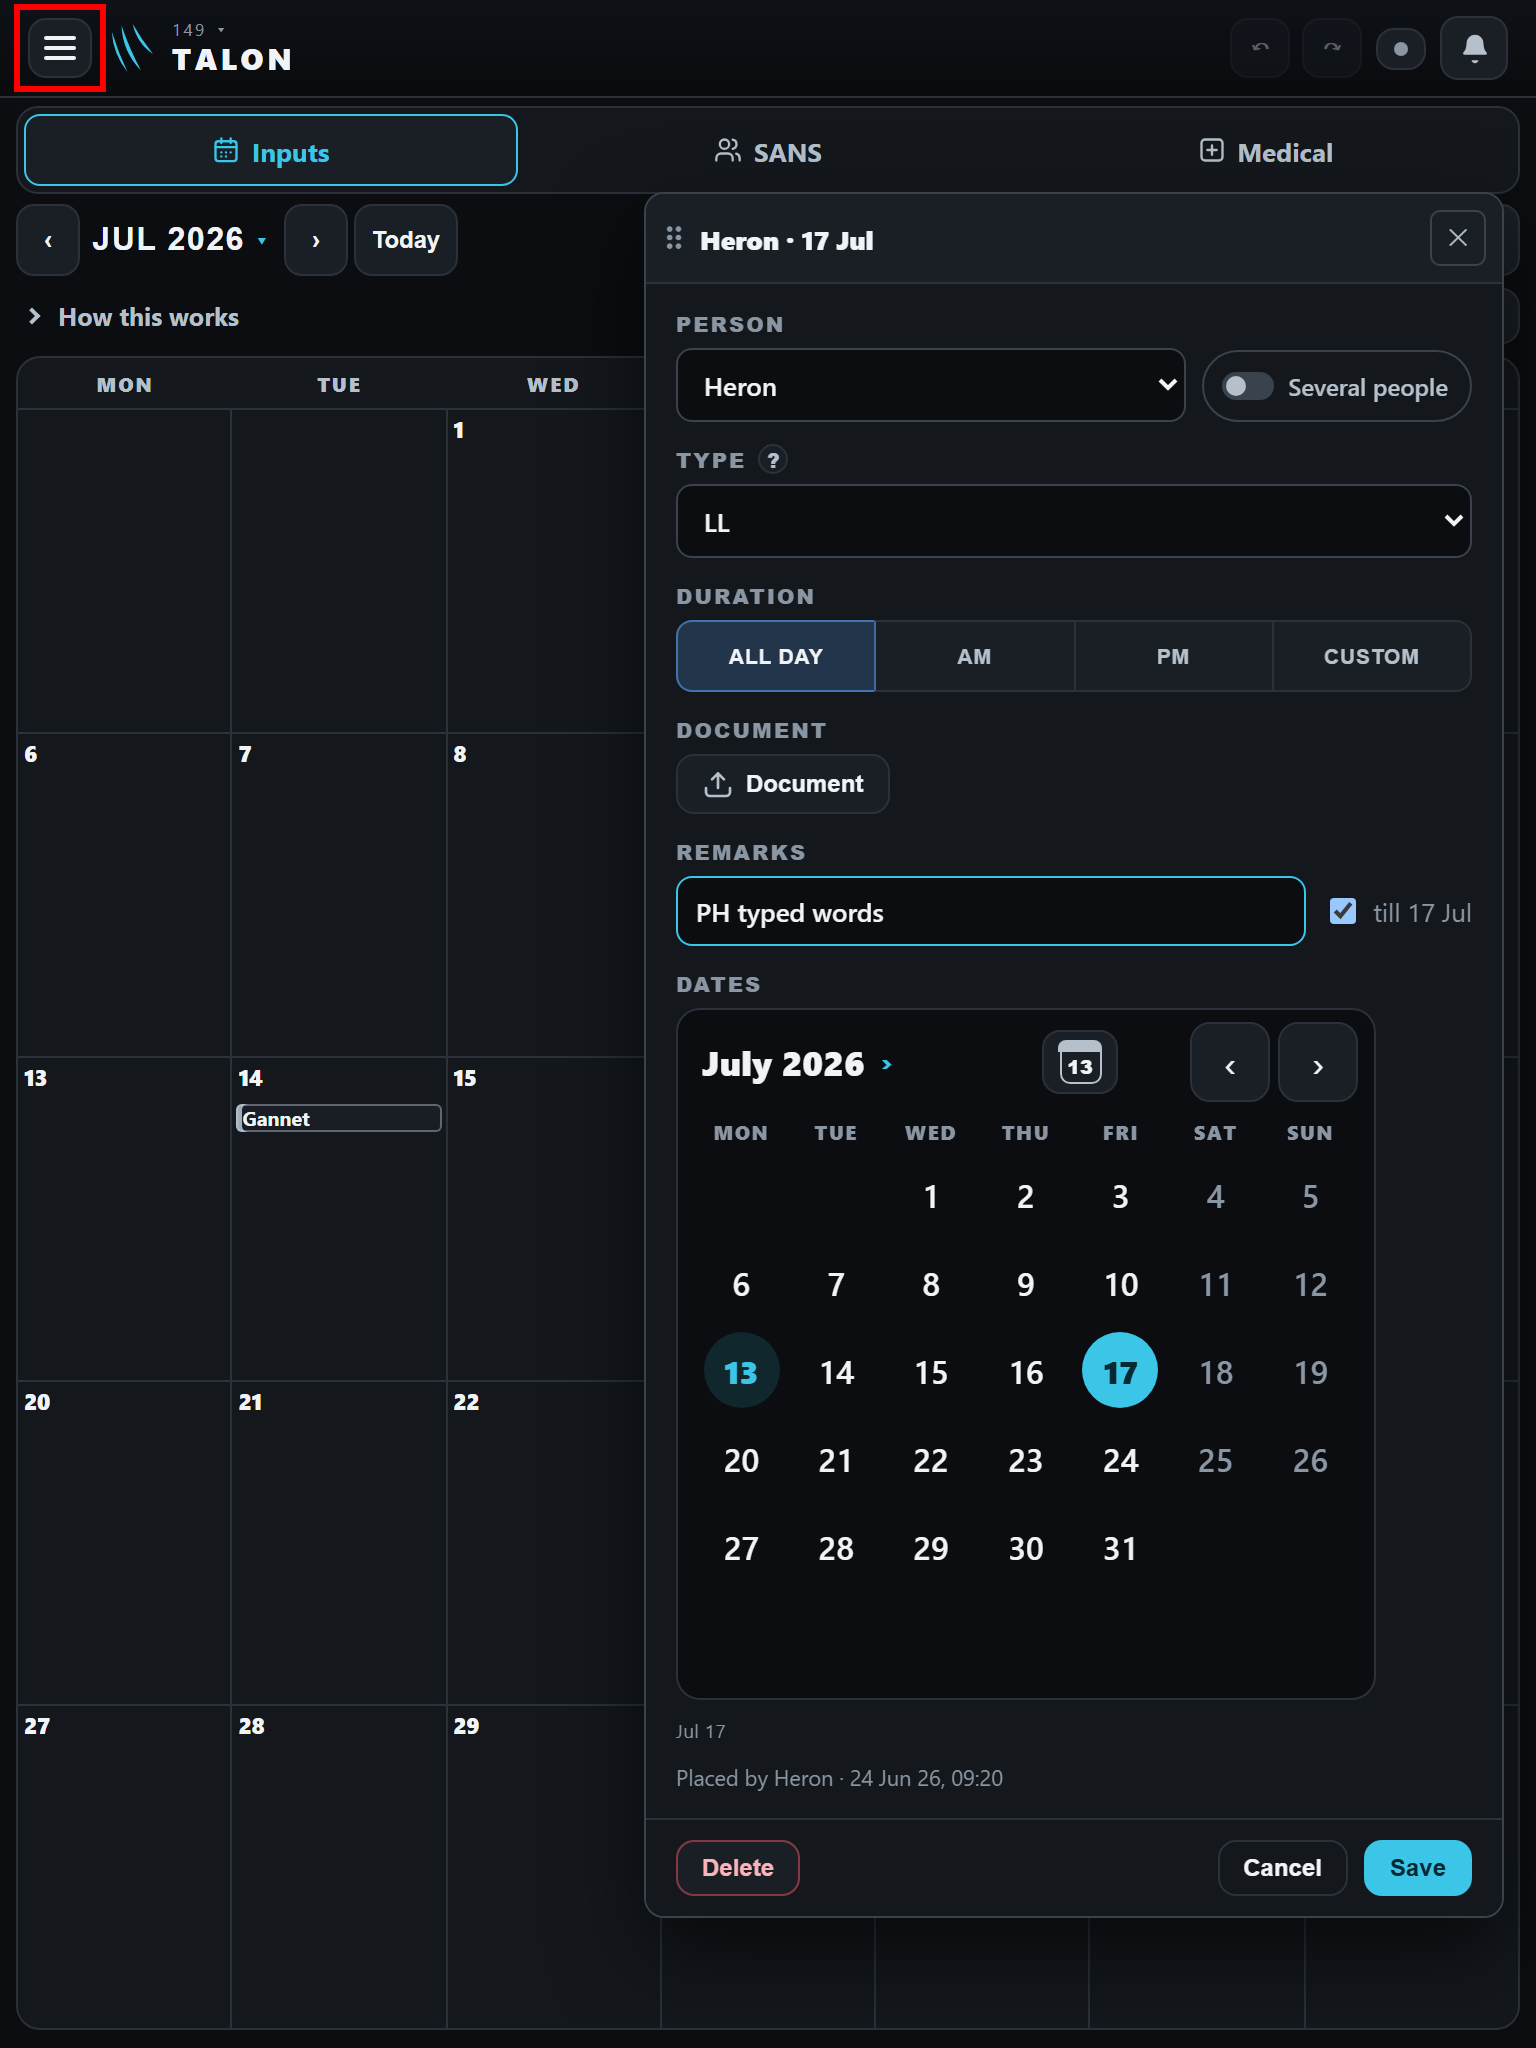 149
TALON
Inputs
SANS
Medical
‹ JUL 2026 › Today
How this works
MON TUE WED
1
6 7 8
13 14 15
Gannet
20 21 22
27 28 29
Heron · 17 Jul
PERSON
Heron
Several people
TYPE ?
LL
DURATION
ALL DAY AM PM CUSTOM
DOCUMENT
Document
REMARKS
PH typed words
till 17 Jul
DATES
July 2026 › 13 ‹ ›
MON TUE WED THU FRI SAT SUN
1 2 3 4 5
6 7 8 9 10 11 12
13 14 15 16 17 18 19
20 21 22 23 24 25 26
27 28 29 30 31
Jul 17
Placed by Heron · 24 Jun 26, 09:20
Delete Cancel Save